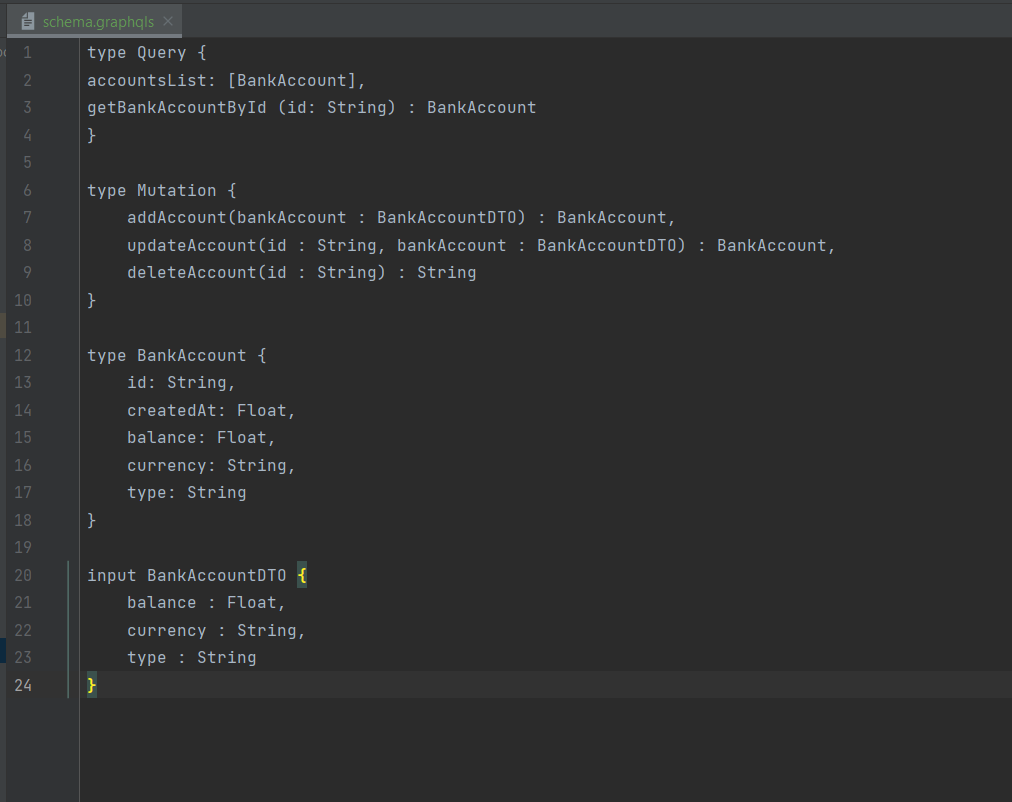 schema.graphqls
1 type Query {
2 accountsList: [BankAccount],
3 getBankAccountById (id: String) : BankAccount
4 }
5
6 type Mutation {
7     addAccount(bankAccount : BankAccountDTO) : BankAccount,
8     updateAccount(id : String, bankAccount : BankAccountDTO) : BankAccount,
9     deleteAccount(id : String) : String
10 }
11
12 type BankAccount {
13     id: String,
14     createdAt: Float,
15     balance: Float,
16     currency: String,
17     type: String
18 }
19
20 input BankAccountDTO {
21     balance : Float,
22     currency : String,
23     type : String
24 }